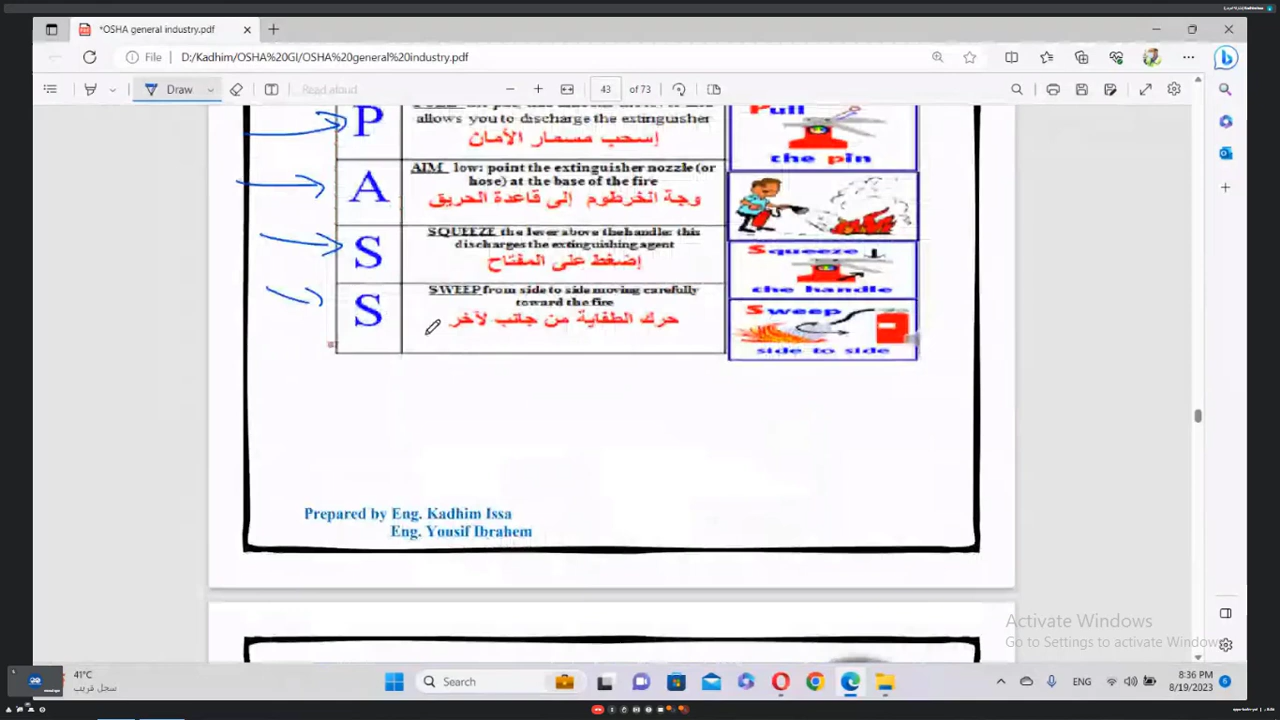 *OSHA general industry.pdf
File
D:/Kadhim/OSHA%20GI/OSHA%20general%20industry.pdf
Draw
Read aloud
43 of 73
P
allows you to discharge the extinguisher
إسحب مسمار الأمان
Pull
the pin
A
AIM low: point the extinguisher nozzle (or
hose) at the base of the fire
وجة الخرطوم إلى قاعدة الحريق
S
SQUEEZE the lever above the handle: this
discharges the extinguishing agent
إضغط على المفتاح
Squeeze
the handle
S
SWEEP from side to side moving carefully
toward the fire
حرك الطفاية من جانب لآخر
Sweep
side to side
Prepared by Eng. Kadhim Issa
Eng. Yousif Ibrahem
Activate Windows
Go to Settings to activate Windows.
41°C
سجل قريب
Search
ENG
8:36 PM
8/19/2023